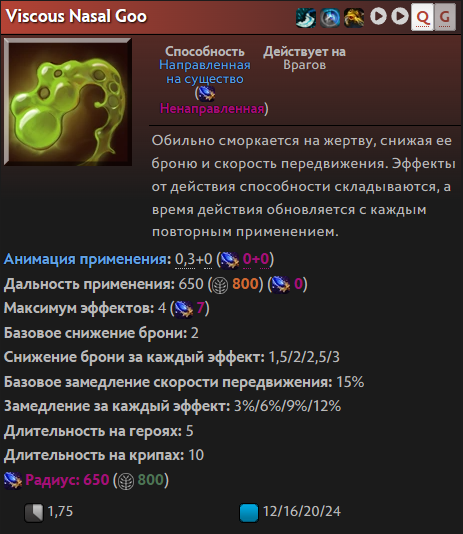 Viscous Nasal Goo
Q G
Способность Действует на
Направленная Врагов
на существо
(
Ненаправленная)
Обильно сморкается на жертву, снижая ее
броню и скорость передвижения. Эффекты
от действия способности складываются, а
время действия обновляется с каждым
повторным применением.
Анимация применения: 0,3+0 ( 0+0)
Дальность применения: 650 ( 800) ( 0)
Максимум эффектов: 4 ( 7)
Базовое снижение брони: 2
Снижение брони за каждый эффект: 1,5/2/2,5/3
Базовое замедление скорости передвижения: 15%
Замедление за каждый эффект: 3%/6%/9%/12%
Длительность на героях: 5
Длительность на крипах: 10
Радиус: 650 ( 800)
1,75 12/16/20/24